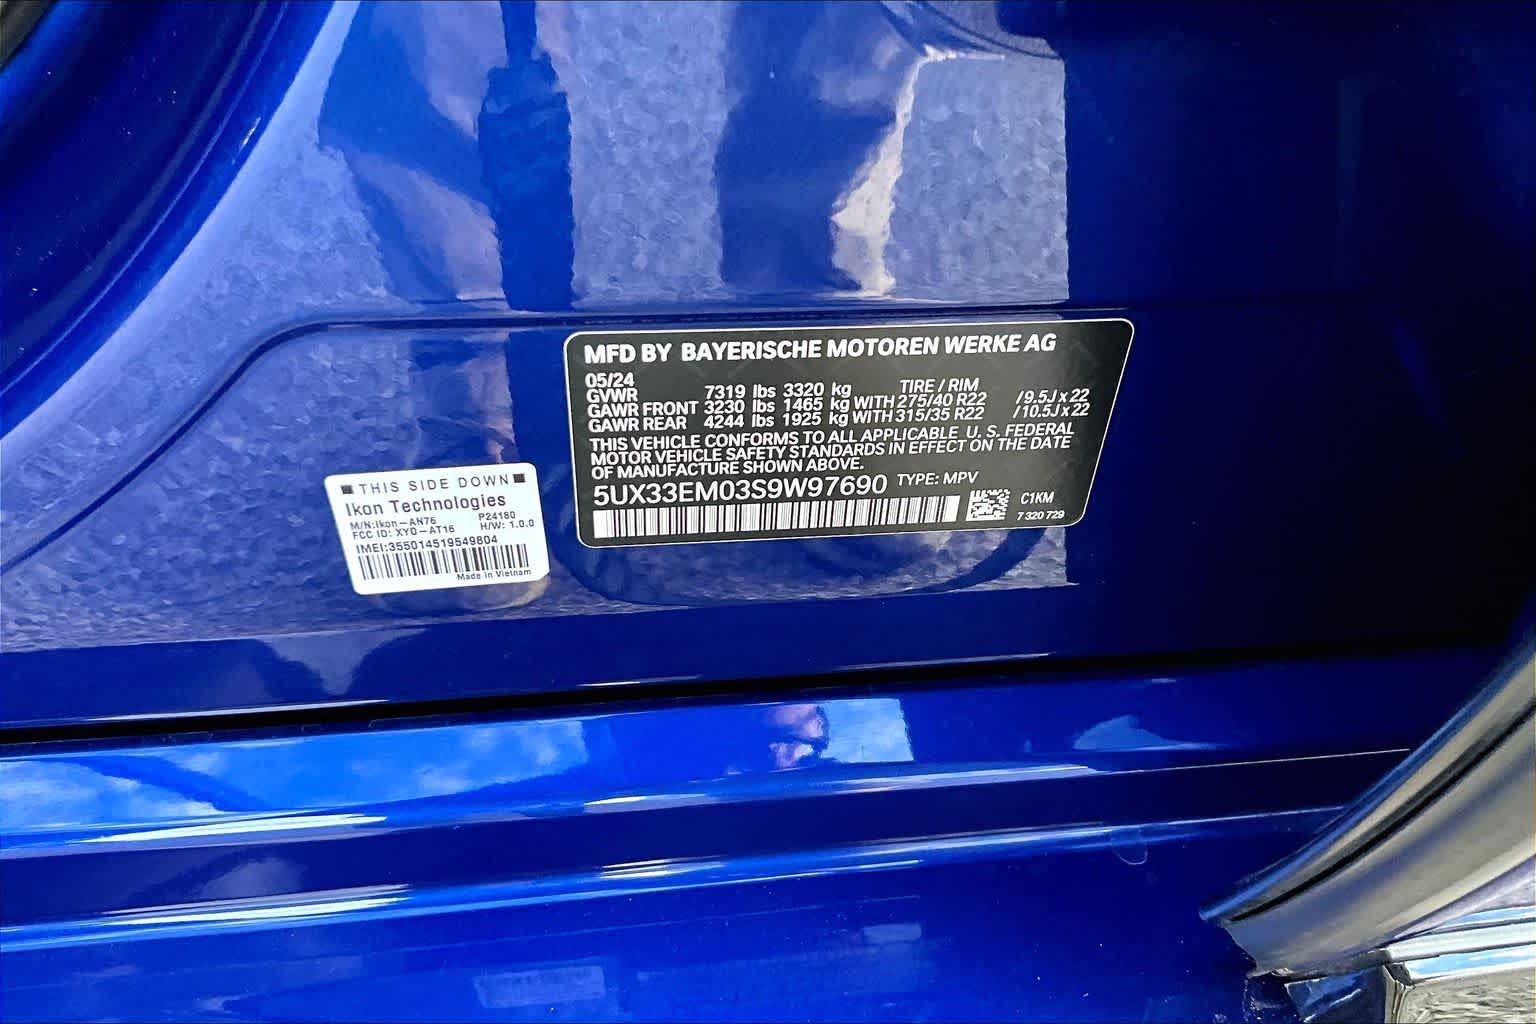 MFD BY BAYERISCHE MOTOREN WERKE AG
05/24 TIRE / RIM
GVWR 7319 lbs 3320 kg
GAWR FRONT 3230 lbs 1465 kg WITH 275/40 R22 / 9.5J x 22
GAWR REAR 4244 lbs 1925 kg WITH 315/35 R22 / 10.5J x 22
THIS VEHICLE CONFORMS TO ALL APPLICABLE U. S. FEDERAL
MOTOR VEHICLE SAFETY STANDARDS IN EFFECT ON THE DATE
OF MANUFACTURE SHOWN ABOVE.
5UX33EM03S9W97690 TYPE: MPV
C1KM
7 320 729
THIS SIDE DOWN
Ikon Technologies
M/N:Ikon-AN76 P24180
FCC ID: XYO-AT16 H/W: 1.0.0
IMEI:355014519549804
Made in Vietnam